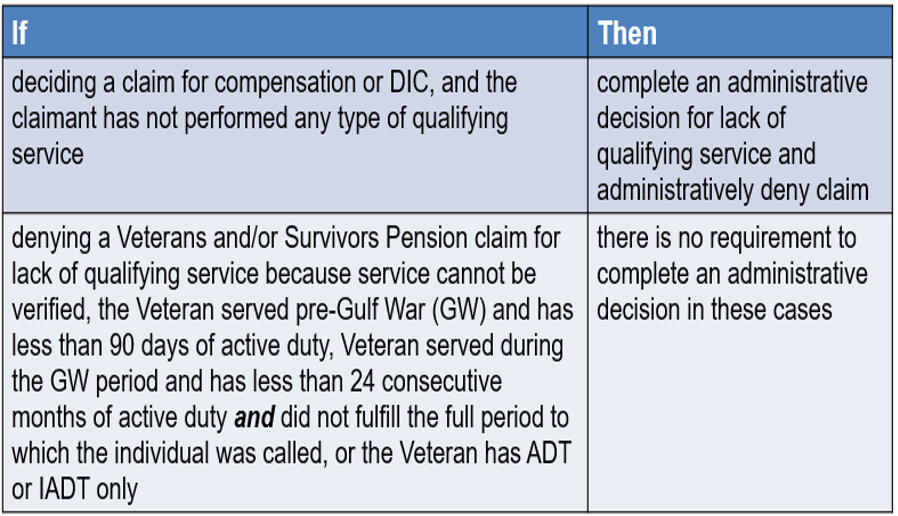 If
Then
deciding a claim for compensation or DIC, and the
claimant has not performed any type of qualifying
service
complete an administrative
decision for lack of
qualifying service and
administratively deny claim
denying a Veterans and/or Survivors Pension claim for
lack of qualifying service because service cannot be
verified, the Veteran served pre-Gulf War (GW) and has
less than 90 days of active duty, Veteran served during
the GW period and has less than 24 consecutive
months of active duty and did not fulfill the full period to
which the individual was called, or the Veteran has ADT
or IADT only
there is no requirement to
complete an administrative
decision in these cases